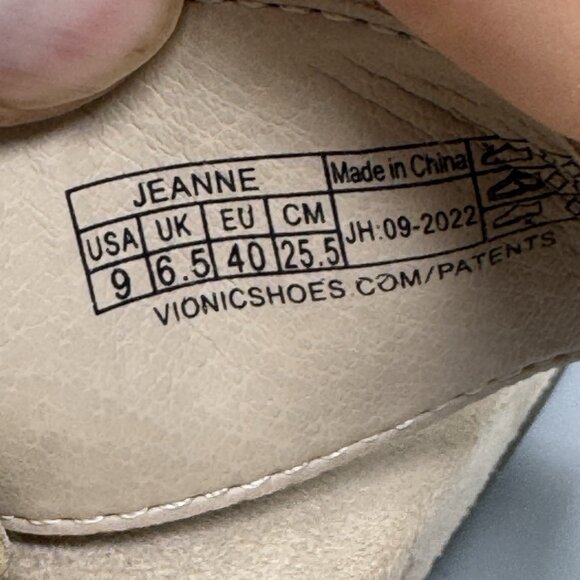 JEANNE
Made in China
USA UK EU CM
JH:09-2022
9 6.5 40 25.5
VIONICSHOES.COM/PATENTS